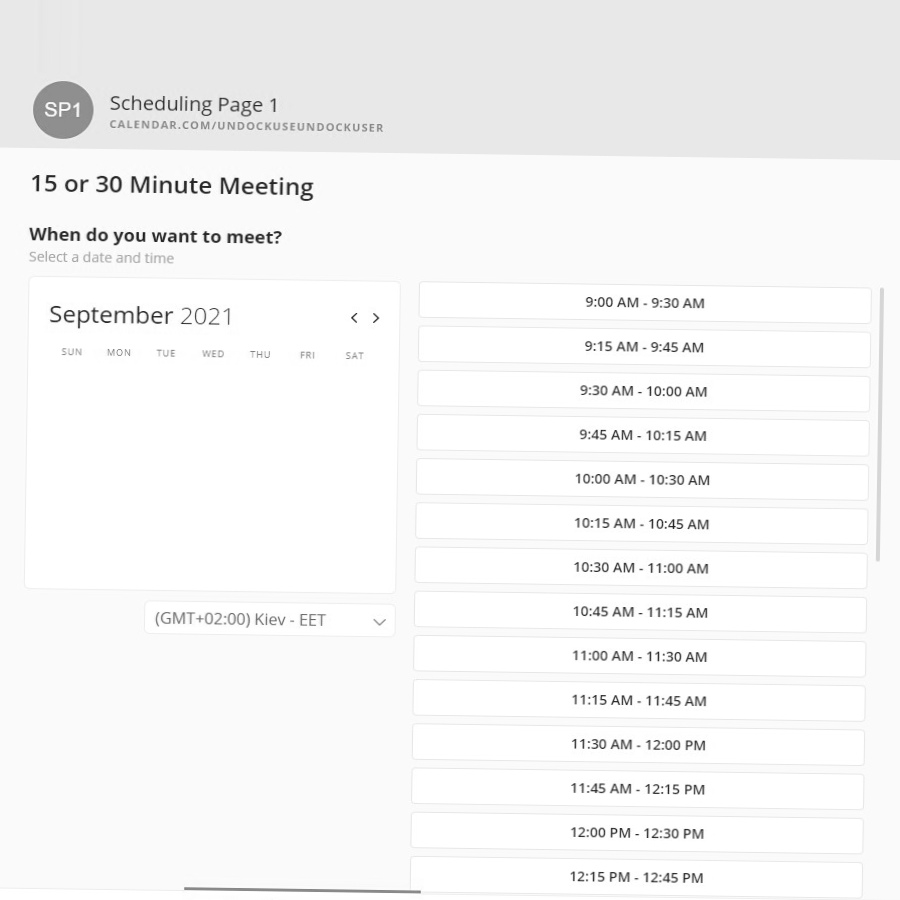 SP1
Scheduling Page 1
CALENDAR.COM/UNDOCKUSEUNDOCKUSER
15 or 30 Minute Meeting
When do you want to meet?
Select a date and time
September 2021
SUN MON TUE WED THU FRI SAT
(GMT+02:00) Kiev - EET
9:00 AM - 9:30 AM
9:15 AM - 9:45 AM
9:30 AM - 10:00 AM
9:45 AM - 10:15 AM
10:00 AM - 10:30 AM
10:15 AM - 10:45 AM
10:30 AM - 11:00 AM
10:45 AM - 11:15 AM
11:00 AM - 11:30 AM
11:15 AM - 11:45 AM
11:30 AM - 12:00 PM
11:45 AM - 12:15 PM
12:00 PM - 12:30 PM
12:15 PM - 12:45 PM